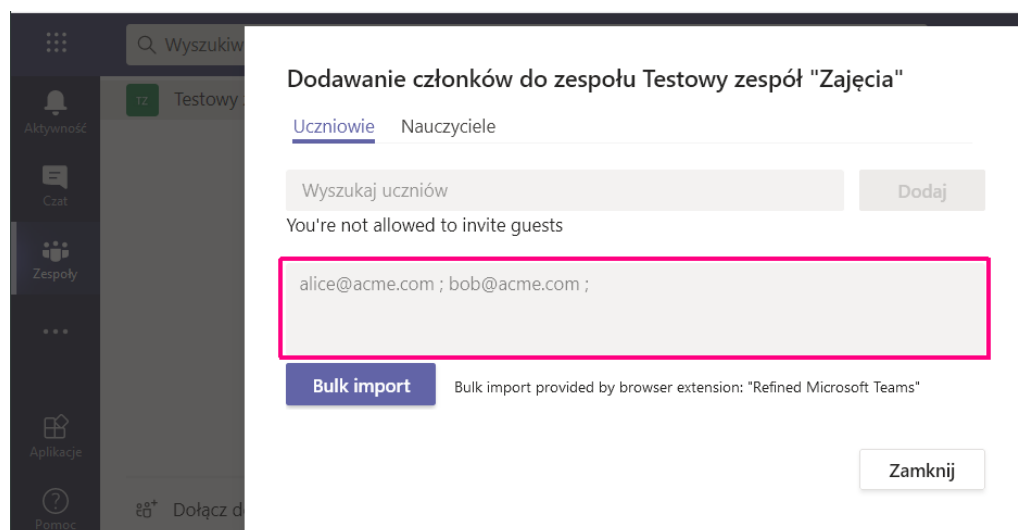 Wyszukiw
Aktywność
Czat
Zespoły
Aplikacje
Pomoc
TZ Testowy
Dołącz d
Dodawanie członków do zespołu Testowy zespół "Zajęcia"
Uczniowie Nauczyciele
Wyszukaj uczniów Dodaj
You're not allowed to invite guests
alice@acme.com ; bob@acme.com ;
Bulk import Bulk import provided by browser extension: "Refined Microsoft Teams"
Zamknij